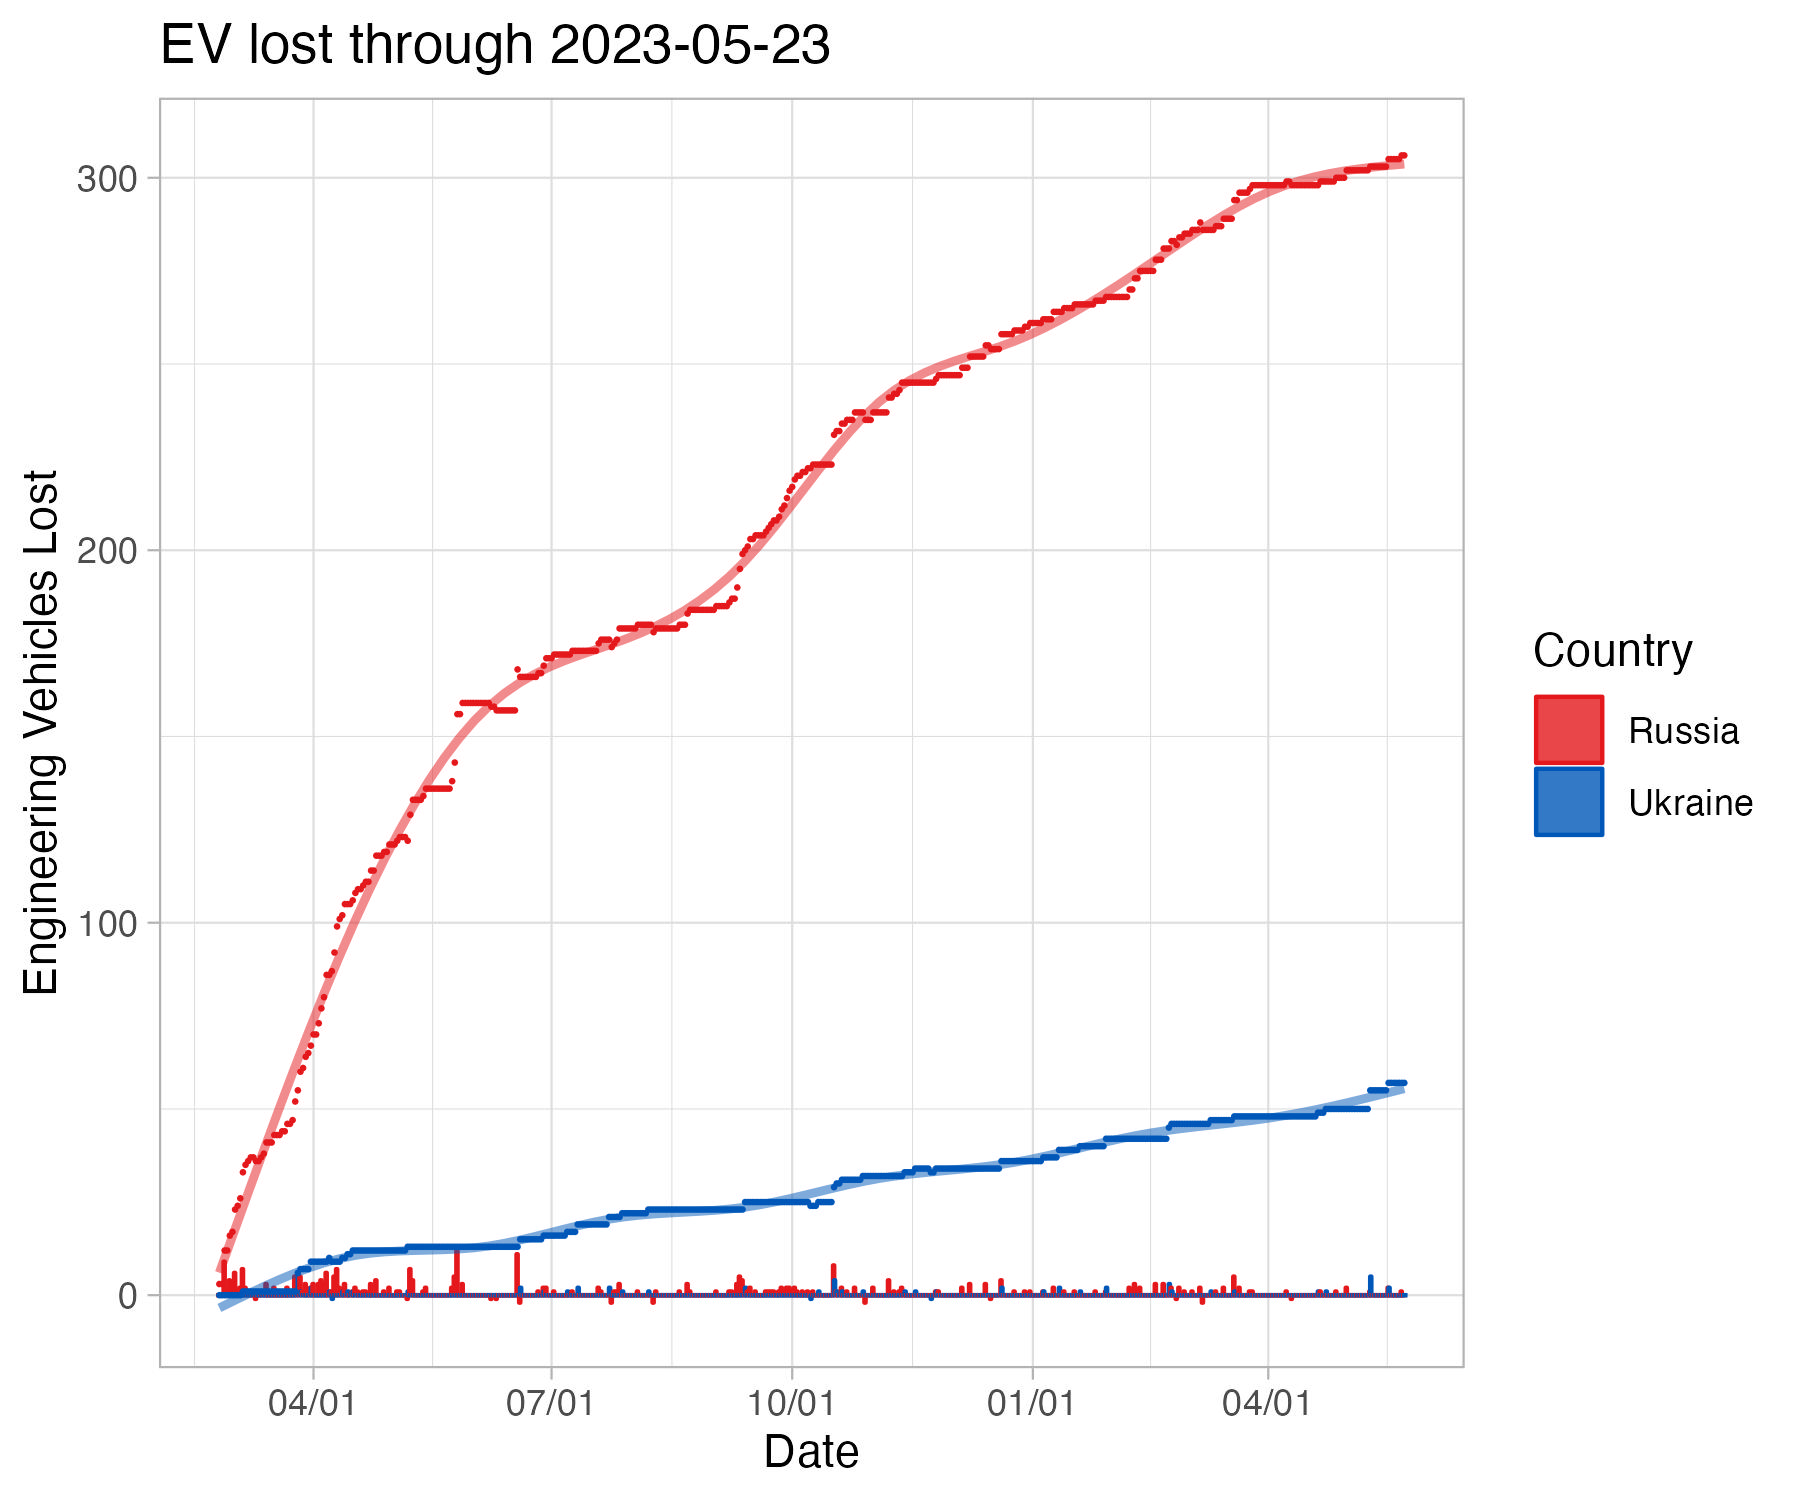 EV lost through 2023-05-23
Engineering Vehicles Lost
300
200
100
0
04/01
07/01
10/01
01/01
04/01
Date
Country
Russia
Ukraine